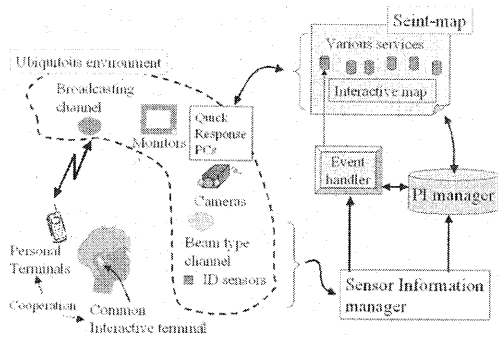 Seint-map
Various services
Interactive map
Ubiquitous environment
Broadcasting
channel
Monitors
Quick
Response
PCs
Cameras
Beam type
channel
ID sensors
Personal
Terminals
Cooperation
Common
Interactive terminal
Event
handler
PI manager
Sensor Information
manager